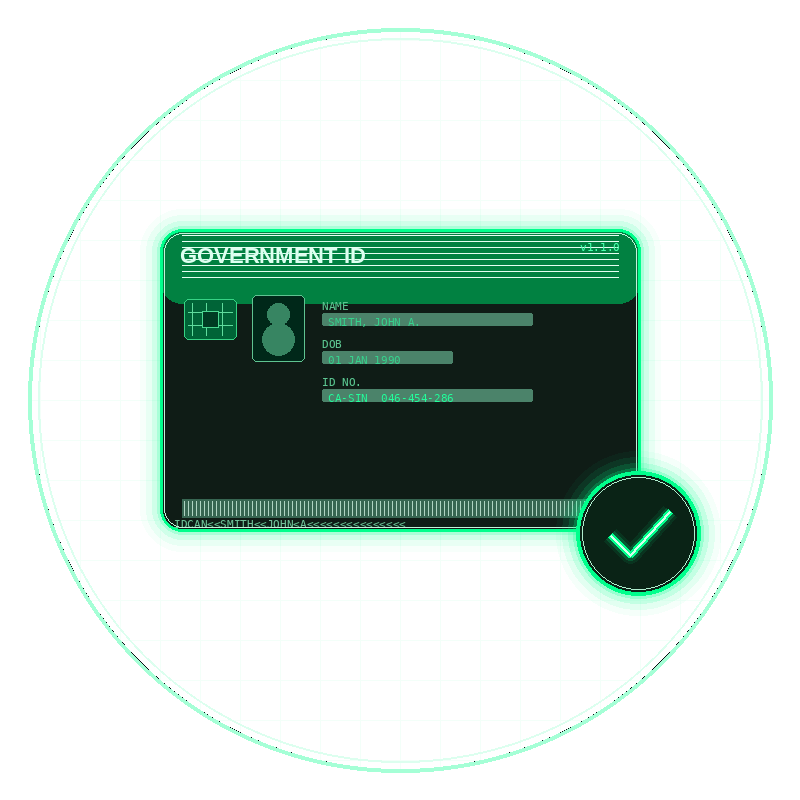 GOVERNMENT ID
v1.1.0
NAME
SMITH, JOHN A.
DOB
01 JAN 1990
ID NO.
CA-SIN  046-454-286
IDCAN<<SMITH<<JOHN<A<<<<<<<<<<<<<<<